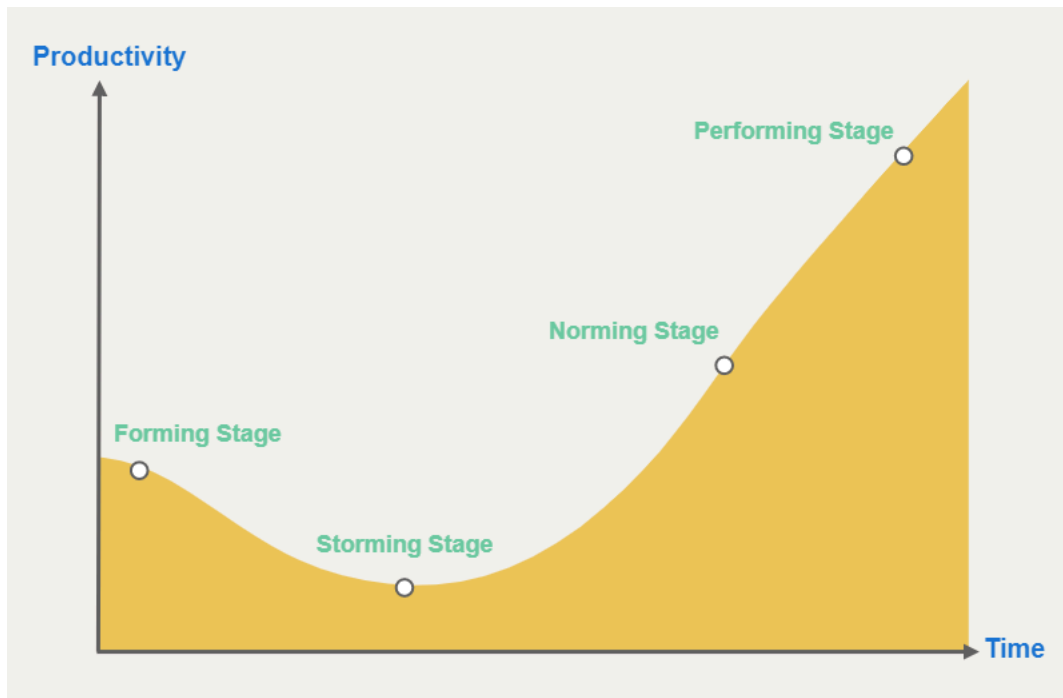 Productivity
Performing Stage
Norming Stage
Forming Stage
Storming Stage
Time